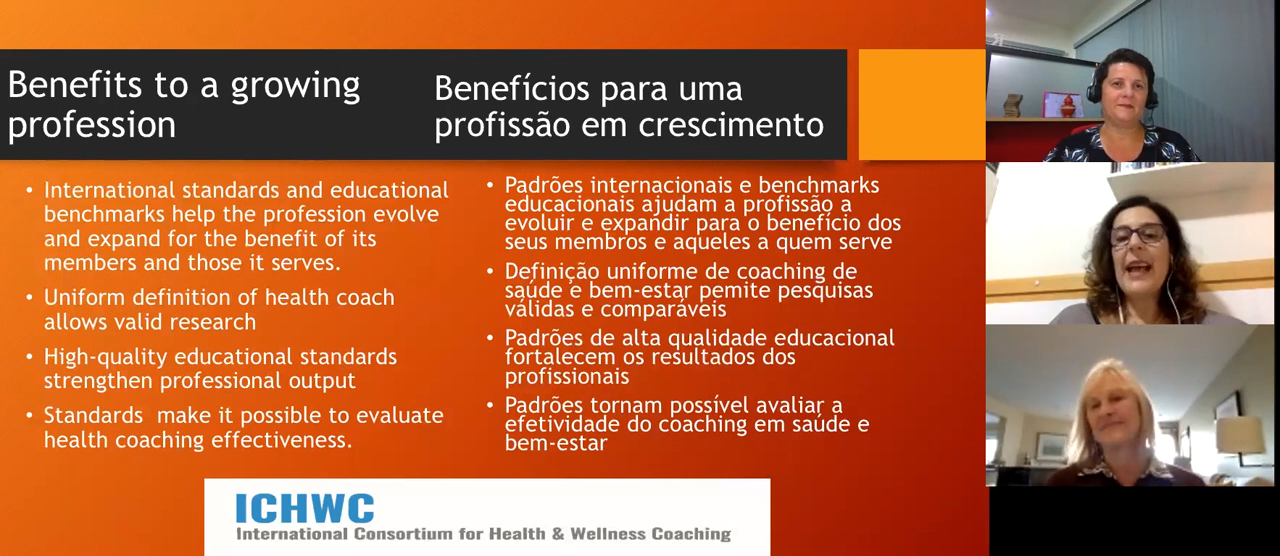 Benefits to a growing
profession
Benefícios para uma
profissão em crescimento
• International standards and educational
benchmarks help the profession evolve
and expand for the benefit of its
members and those it serves.
• Uniform definition of health coach
allows valid research
• High-quality educational standards
strengthen professional output
• Standards  make it possible to evaluate
health coaching effectiveness.
• Padrões internacionais e benchmarks
educacionais ajudam a profissão a
evoluir e expandir para o benefício dos
seus membros e aqueles a quem serve
• Definição uniforme de coaching de
saúde e bem-estar pemite pesquisas
válidas e comparáveis
• Padrões de alta qualidade educacional
fortalecem os resultados dos
profissionais
• Padrões tornam possível avaliar a
efetividade do coaching em saúde e
bem-estar
ICHWC
International Consortium for Health & Wellness Coaching